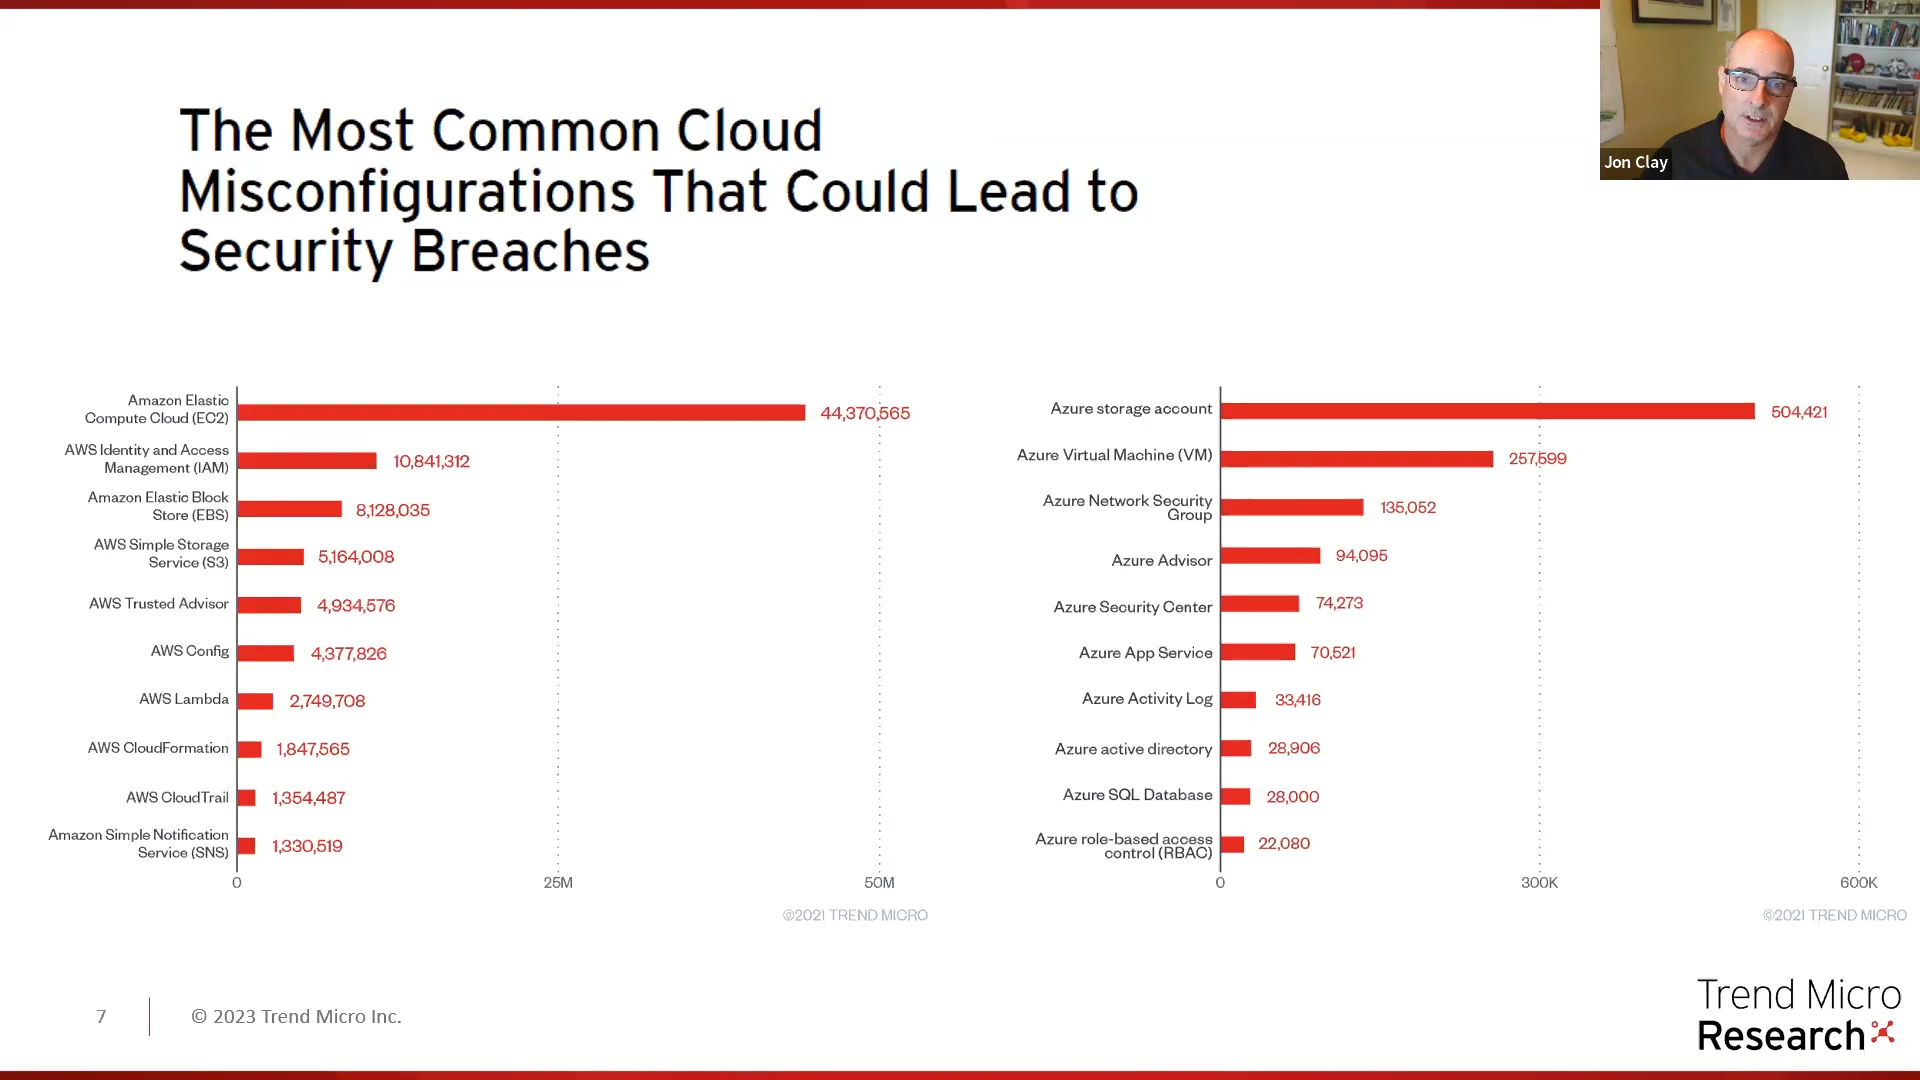 Jon Clay
The Most Common Cloud
Misconfigurations That Could Lead to
Security Breaches
Amazon Elastic
Compute Cloud (EC2)
44,370,565
AWS Identity and Access
Management (IAM)
10,841,312
Amazon Elastic Block
Store (EBS)
8,128,035
AWS Simple Storage
Service (S3)
5,164,008
AWS Trusted Advisor
4,934,576
AWS Config
4,377,826
AWS Lambda
2,749,708
AWS CloudFormation
1,847,565
AWS CloudTrail
1,354,487
Amazon Simple Notification
Service (SNS)
1,330,519
0 25M 50M
©2021 TREND MICRO
Azure storage account
504,421
Azure Virtual Machine (VM)
257,599
Azure Network Security
Group
135,052
Azure Advisor
94,095
Azure Security Center
74,273
Azure App Service
70,521
Azure Activity Log
33,416
Azure active directory
28,906
Azure SQL Database
28,000
Azure role-based access
control (RBAC)
22,080
0 300K 600K
©2021 TREND MICRO
7
© 2023 Trend Micro Inc.
Trend Micro
Research